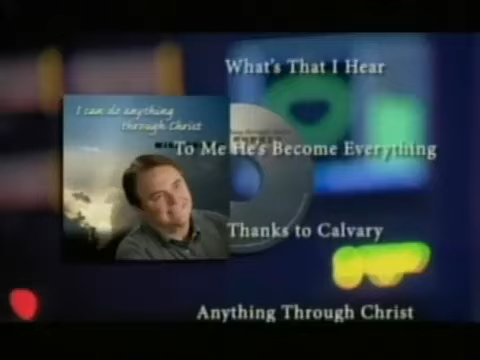 What's That I Hear
I can do anything
through Christ
To Me He's Become Everything
Thanks to Calvary
Anything Through Christ